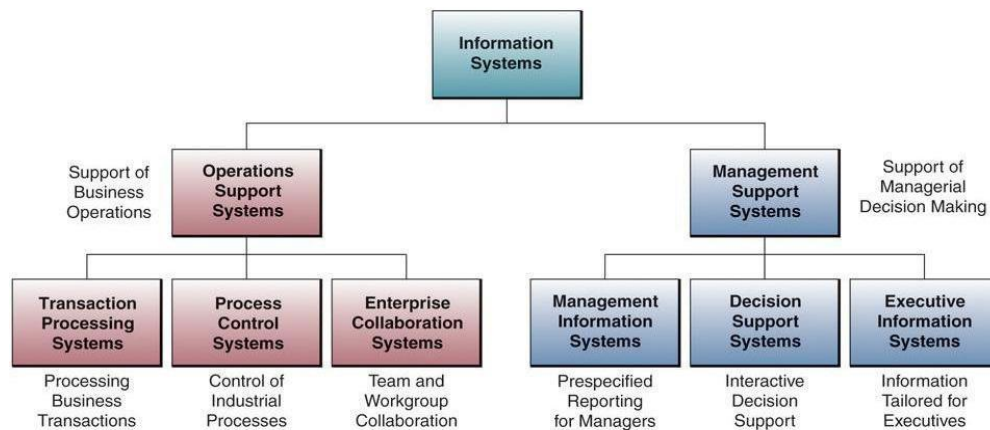 Information
Systems
Support of
Business
Operations
Operations
Support
Systems
Management
Support
Systems
Support of
Managerial
Decision Making
Transaction
Processing
Systems
Process
Control
Systems
Enterprise
Collaboration
Systems
Management
Information
Systems
Decision
Support
Systems
Executive
Information
Systems
Processing
Business
Transactions
Control of
Industrial
Processes
Team and
Workgroup
Collaboration
Prespecified
Reporting
for Managers
Interactive
Decision
Support
Information
Tailored for
Executives